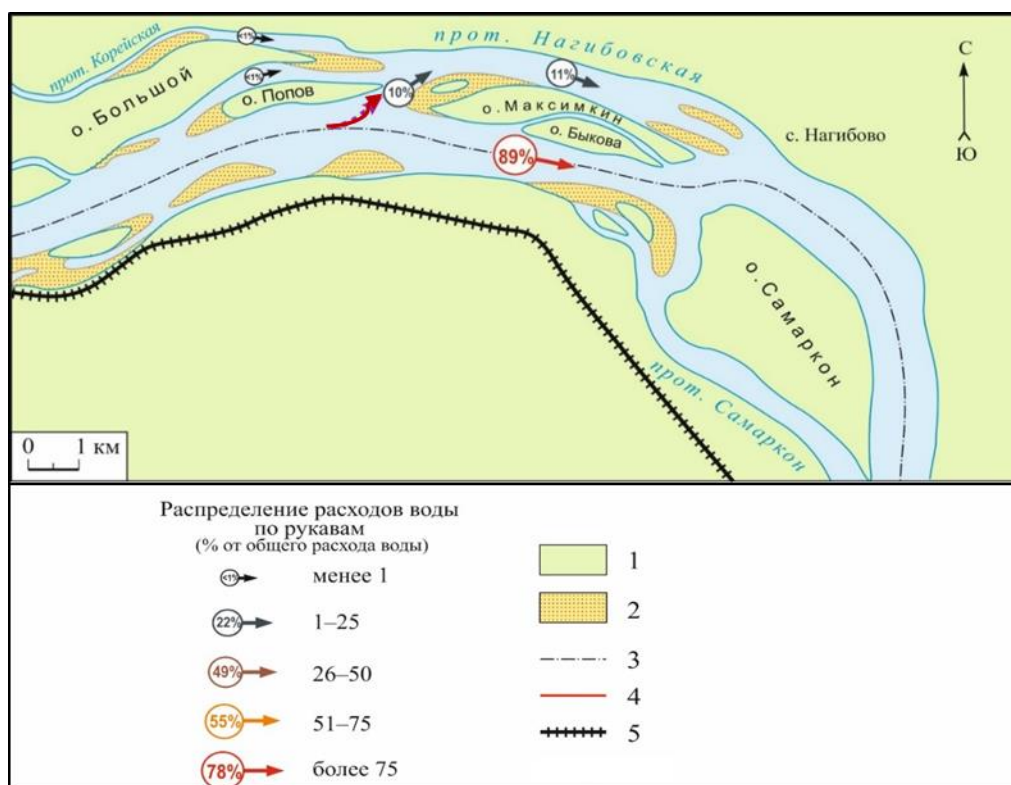 прот. Корейская
<1%
прот. Нагибовская
С
Ю
<1%
11%
10%
о. Большой
о. Попов
о. Максимкин
о. Быкова
с. Нагибово
89%
о. Самаркон
прот. Самаркон
0 1 км
Распределение расходов воды
по рукавам
(% от общего расхода воды)
<1% менее 1
22% 1–25
49% 26–50
55% 51–75
78% более 75
1
2
3
4
5